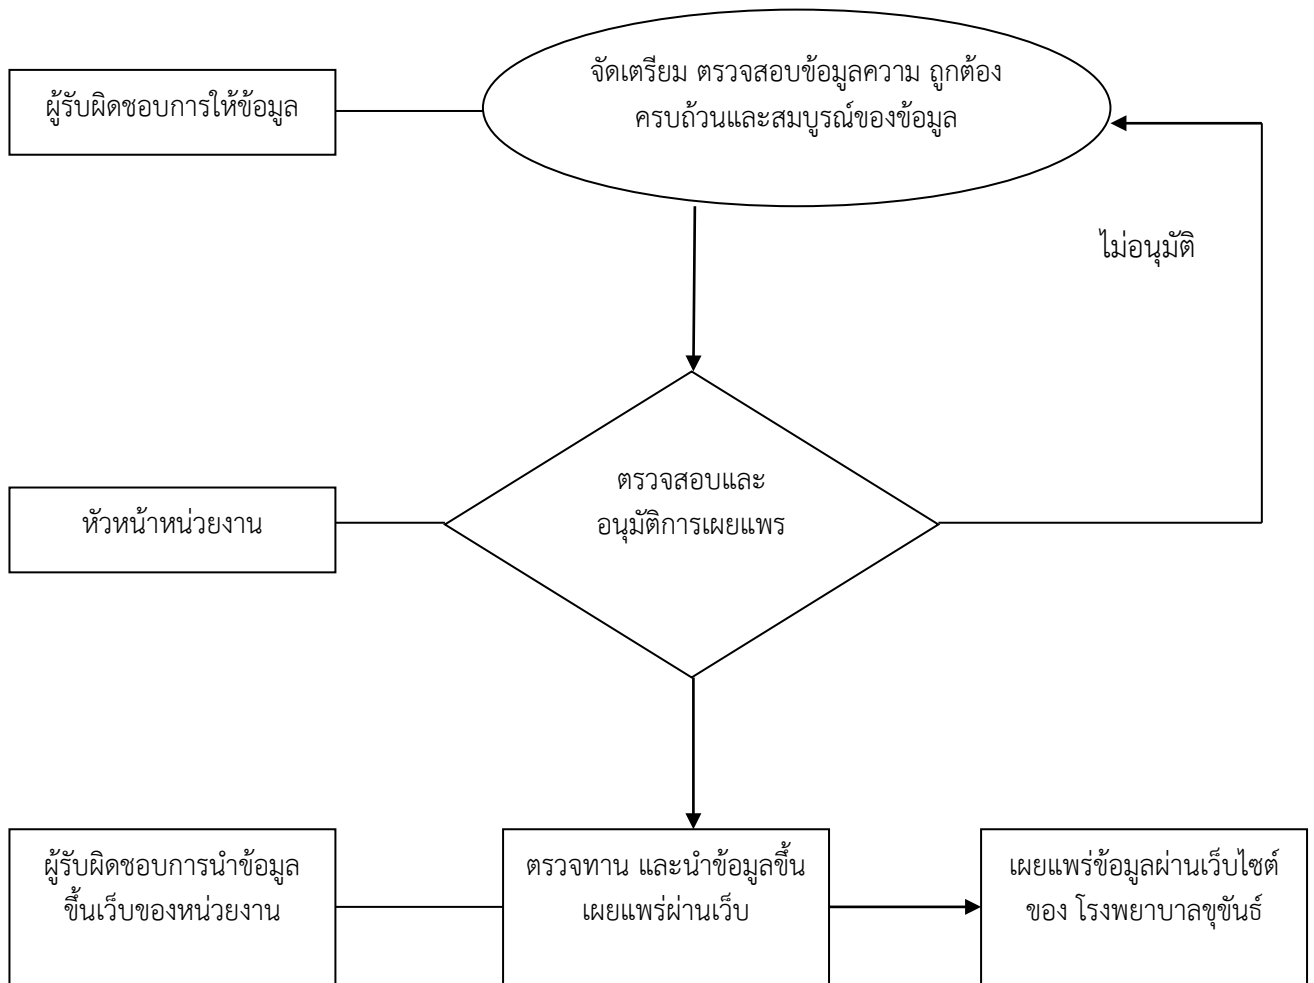 จัดเตรียม ตรวจสอบข้อมูลความ ถูกต้อง
ครบถ้วนและสมบูรณ์ของข้อมูล
ผู้รับผิดชอบการให้ข้อมูล
ไม่อนุมัติ
ตรวจสอบและ
อนุมัติการเผยแพร
หัวหน้าหน่วยงาน
ผู้รับผิดชอบการนำข้อมูล
ขึ้นเว็บของหน่วยงาน
ตรวจทาน และนำข้อมูลขึ้น
เผยแพร่ผ่านเว็บ
เผยแพร่ข้อมูลผ่านเว็บไซต์
ของ โรงพยาบาลขุขันธ์